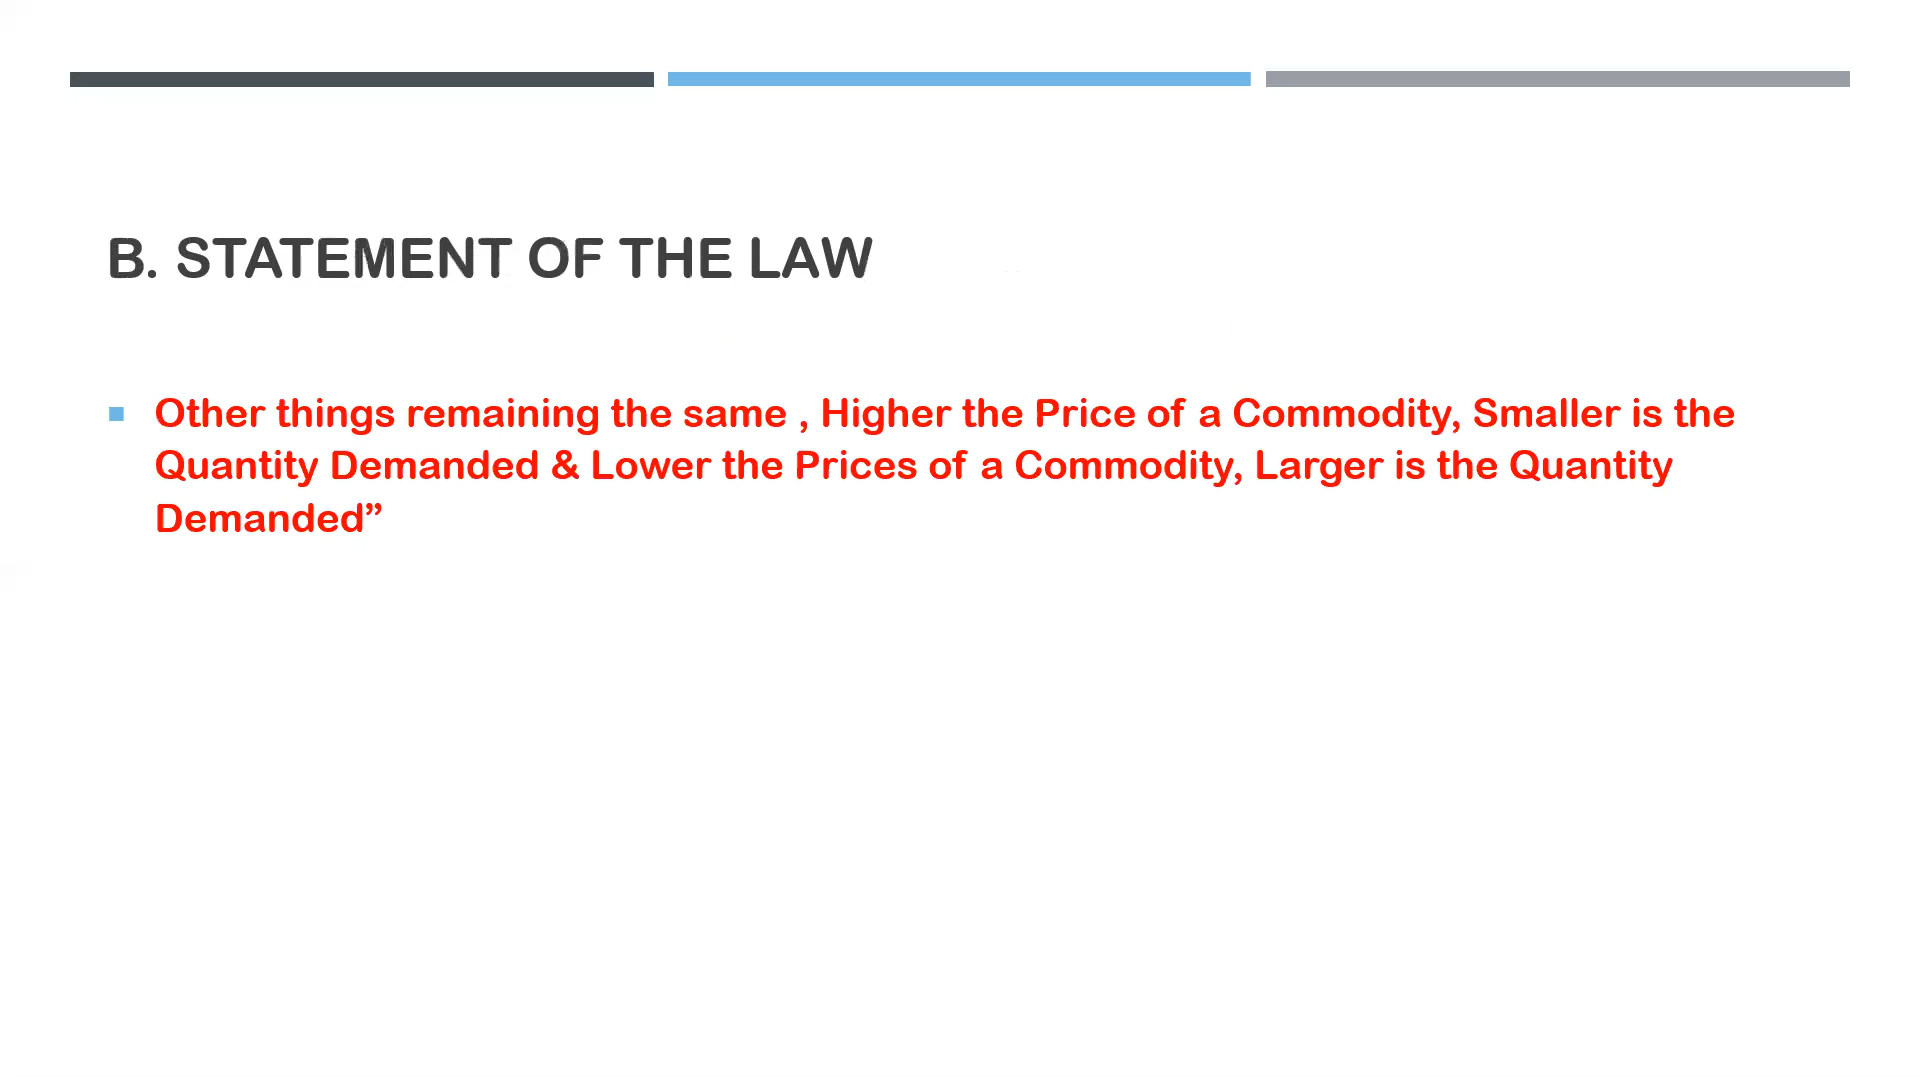 B. STATEMENT OF THE LAW
Other things remaining the same , Higher the Price of a Commodity, Smaller is the
Quantity Demanded & Lower the Prices of a Commodity, Larger is the Quantity
Demanded”